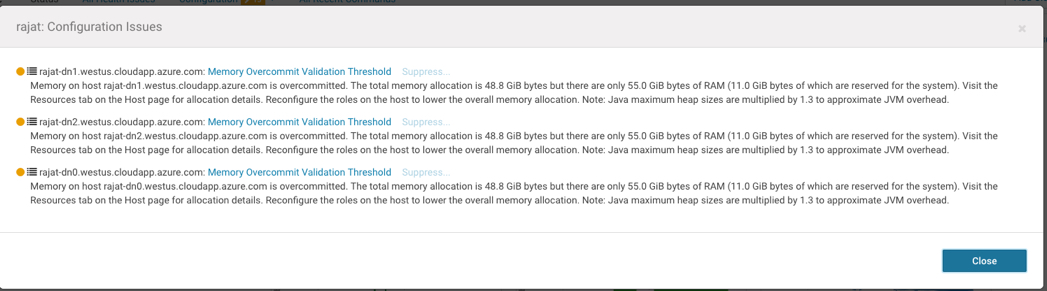 rajat: Configuration Issues
×
rajat-dn1.westus.cloudapp.azure.com: Memory Overcommit Validation Threshold Suppress...
Memory on host rajat-dn1.westus.cloudapp.azure.com is overcommitted. The total memory allocation is 48.8 GiB bytes but there are only 55.0 GiB bytes of RAM (11.0 GiB bytes of which are reserved for the system). Visit the
Resources tab on the Host page for allocation details. Reconfigure the roles on the host to lower the overall memory allocation. Note: Java maximum heap sizes are multiplied by 1.3 to approximate JVM overhead.
rajat-dn2.westus.cloudapp.azure.com: Memory Overcommit Validation Threshold Suppress...
Memory on host rajat-dn2.westus.cloudapp.azure.com is overcommitted. The total memory allocation is 48.8 GiB bytes but there are only 55.0 GiB bytes of RAM (11.0 GiB bytes of which are reserved for the system). Visit the
Resources tab on the Host page for allocation details. Reconfigure the roles on the host to lower the overall memory allocation. Note: Java maximum heap sizes are multiplied by 1.3 to approximate JVM overhead.
rajat-dn0.westus.cloudapp.azure.com: Memory Overcommit Validation Threshold Suppress...
Memory on host rajat-dn0.westus.cloudapp.azure.com is overcommitted. The total memory allocation is 48.8 GiB bytes but there are only 55.0 GiB bytes of RAM (11.0 GiB bytes of which are reserved for the system). Visit the
Resources tab on the Host page for allocation details. Reconfigure the roles on the host to lower the overall memory allocation. Note: Java maximum heap sizes are multiplied by 1.3 to approximate JVM overhead.
Close